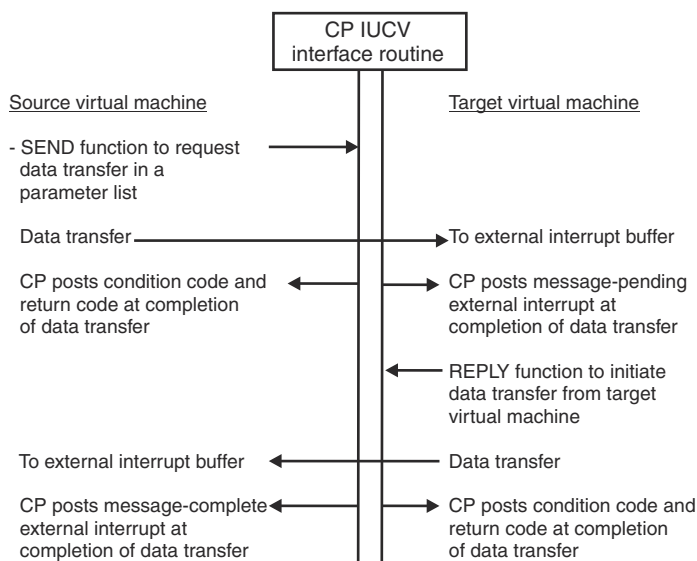 CP IUCV
interface routine
Source virtual machine
Target virtual machine
- SEND function to request
data transfer in a
parameter list
Data transfer
To external interrupt buffer
CP posts condition code and
return code at completion
of data transfer
CP posts message-pending
external interrupt at
completion of data transfer
REPLY function to initiate
data transfer from target
virtual machine
To external interrupt buffer
Data transfer
CP posts message-complete
external interrupt at
completion of data transfer
CP posts condition code and
return code at completion
of data transfer